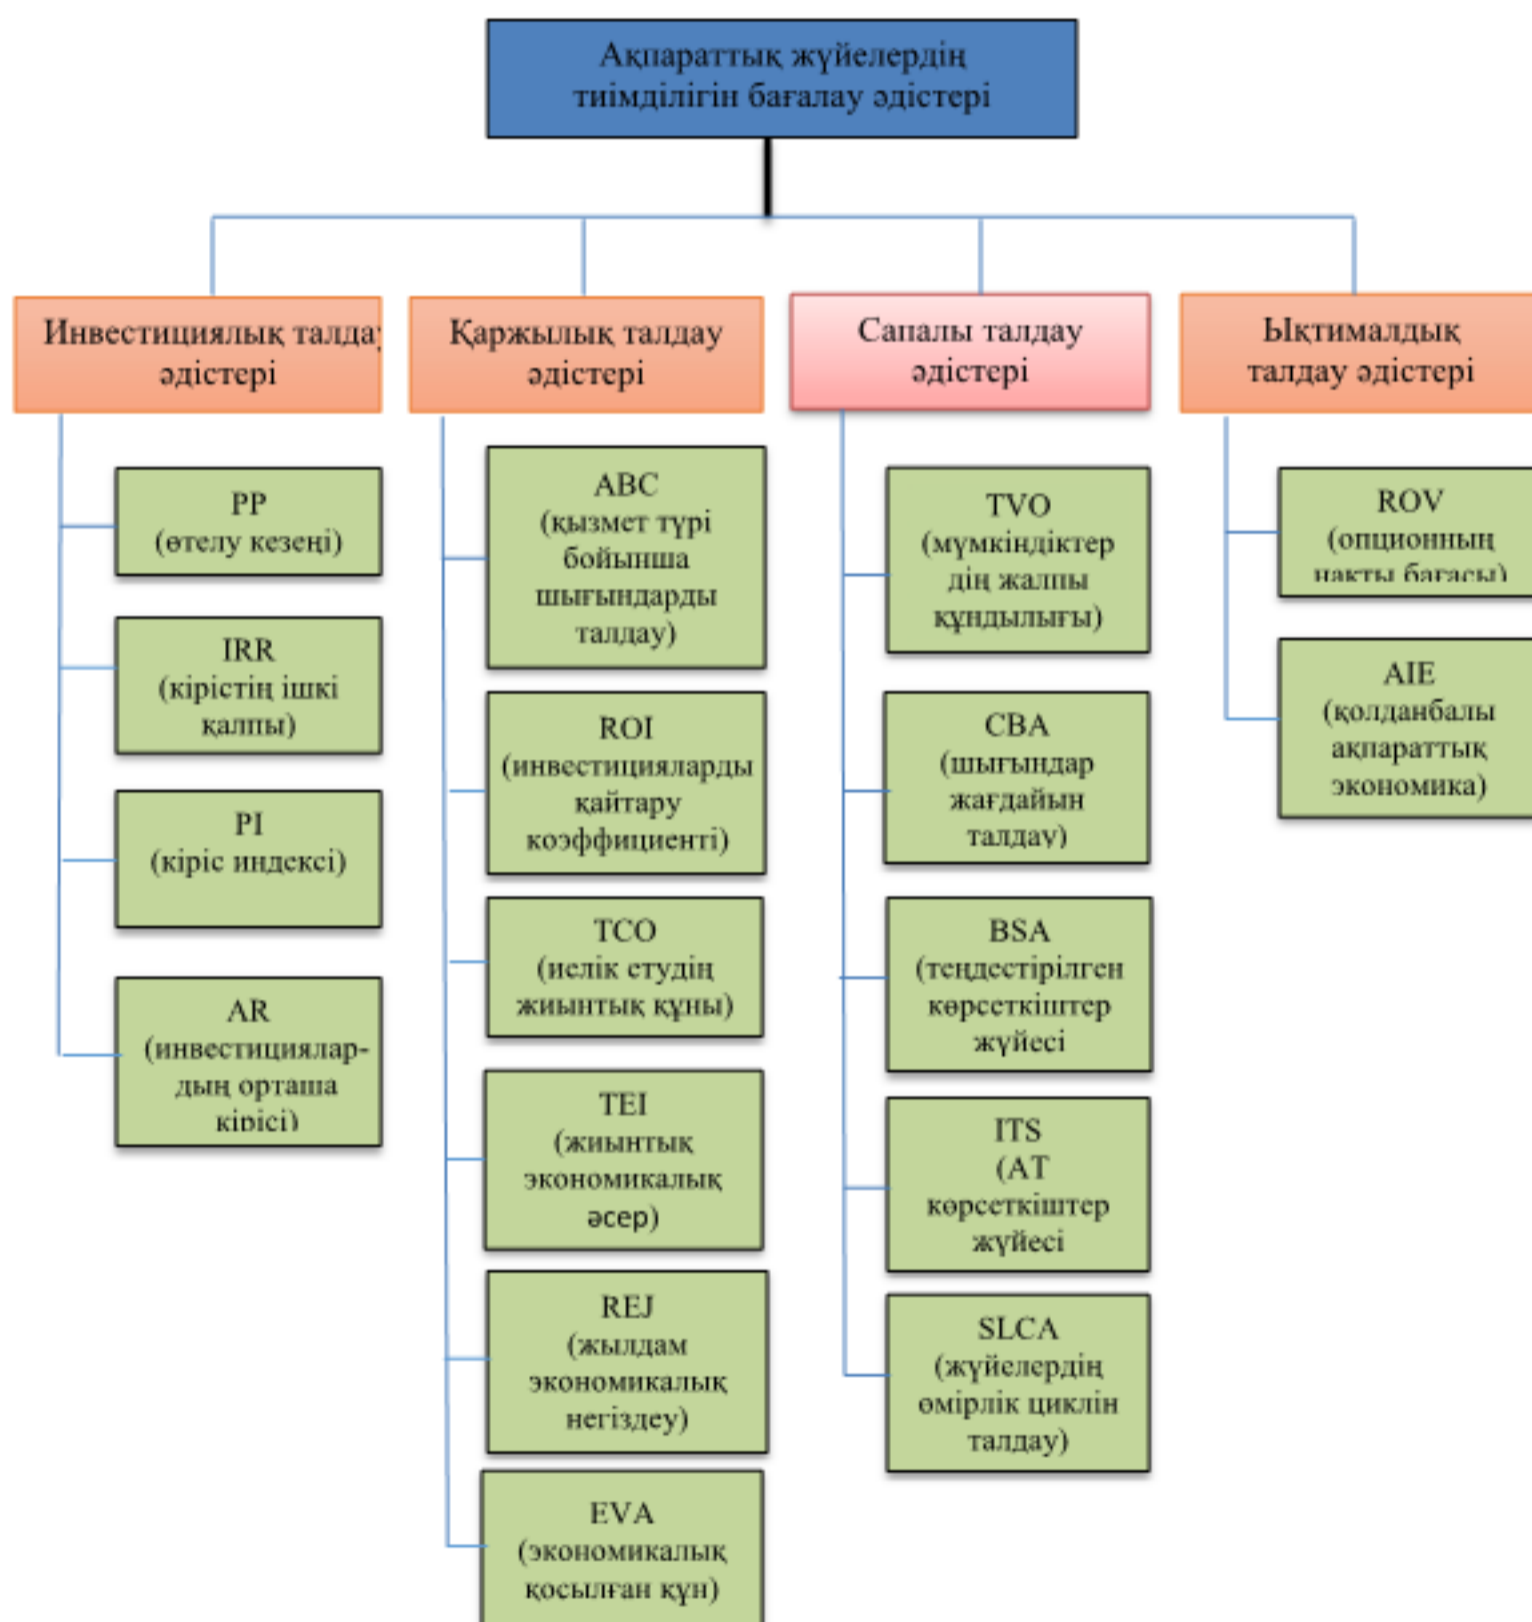 Ақпараттық жүйелердің
тиімділігін бағалау әдістері
Инвестициялық талдау
әдістері
PP
(өтелу кезеңі)
IRR
(кірістің ішкі
қалпы)
PI
(кіріс индексі)
AR
(инвестициялар-
дың орташа
кірісі)
Қаржылық талдау
әдістері
ABC
(қызмет түрі
бойынша
шығындарды
талдау)
ROI
(инвестицияларды
қайтару
коэффициенті)
TCO
(иелік етудің
жиынтық құны)
TEI
(жиынтық
экономикалық
әсер)
REJ
(жылдам
экономикалық
негіздеу)
EVA
(экономикалық
қосылған құн)
Сапалы талдау
әдістері
TVO
(мүмкіндіктер
дің жалпы
құндылығы)
CBA
(шығындар
жағдайын
талдау)
BSA
(теңдестірілген
көрсеткіштер
жүйесі
ITS
(АТ
көрсеткіштер
жүйесі
SLCA
(жүйелердің
өмірлік циклін
талдау)
Ықтималдық
талдау әдістері
ROV
(опционның
нақты бағасы)
AIE
(қолданбалы
ақпараттық
экономика)